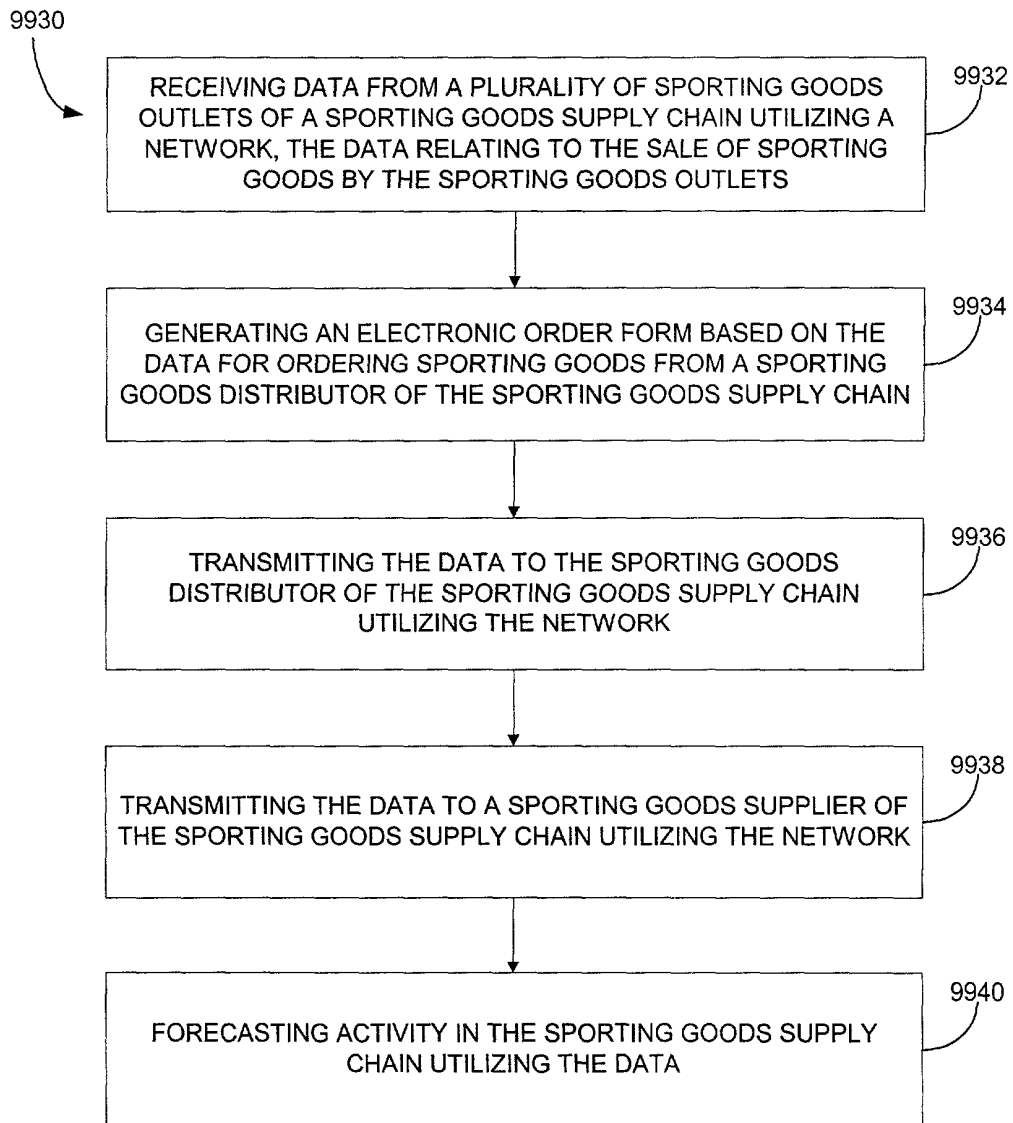 9930
RECEIVING DATA FROM A PLURALITY OF SPORTING GOODS
OUTLETS OF A SPORTING GOODS SUPPLY CHAIN UTILIZING A
NETWORK, THE DATA RELATING TO THE SALE OF SPORTING
GOODS BY THE SPORTING GOODS OUTLETS
9932
GENERATING AN ELECTRONIC ORDER FORM BASED ON THE
DATA FOR ORDERING SPORTING GOODS FROM A SPORTING
GOODS DISTRIBUTOR OF THE SPORTING GOODS SUPPLY CHAIN
9934
TRANSMITTING THE DATA TO THE SPORTING GOODS
DISTRIBUTOR OF THE SPORTING GOODS SUPPLY CHAIN
UTILIZING THE NETWORK
9936
TRANSMITTING THE DATA TO A SPORTING GOODS SUPPLIER OF
THE SPORTING GOODS SUPPLY CHAIN UTILIZING THE NETWORK
9938
FORECASTING ACTIVITY IN THE SPORTING GOODS SUPPLY
CHAIN UTILIZING THE DATA
9940